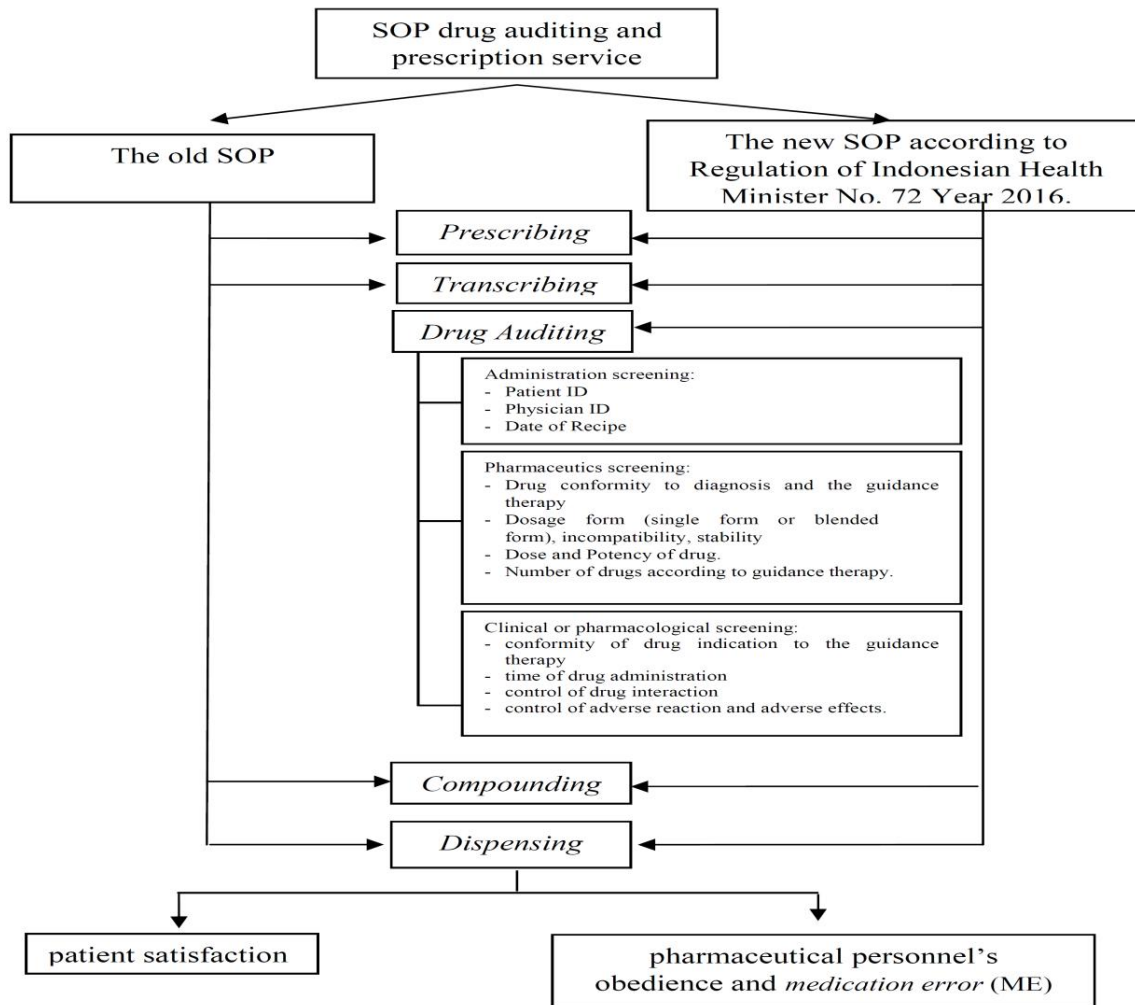 SOP drug auditing and
prescription service
The old SOP
The new SOP according to
Regulation of Indonesian Health
Minister No. 72 Year 2016.
Prescribing
Transcribing
Drug Auditing
Administration screening:
- Patient ID
- Physician ID
- Date of Recipe
Pharmaceutics screening:
- Drug conformity to diagnosis and the guidance
therapy
- Dosage form (single form or blended
form), incompatibility, stability
- Dose and Potency of drug.
- Number of drugs according to guidance therapy.
Clinical or pharmacological screening:
- conformity of drug indication to the guidance
therapy
- time of drug administration
- control of drug interaction
- control of adverse reaction and adverse effects.
Compounding
Dispensing
patient satisfaction
pharmaceutical personnel’s
obedience and medication error (ME)